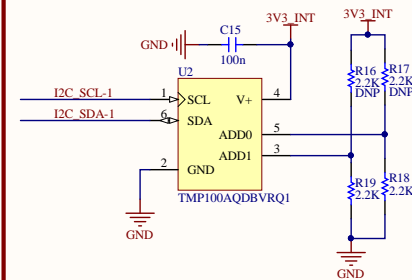 C15
3V3_INT
3V3_INT
GND
100n
U2
R16
2.2K
DNP
R17
2.2K
DNP
I2C_SCL-1
1
SCL
V+
4
I2C_SDA-1
6
SDA
ADD0
5
ADD1
3
2
GND
R19
2.2K
R18
2.2K
TMP100AQDBVRQ1
GND
GND